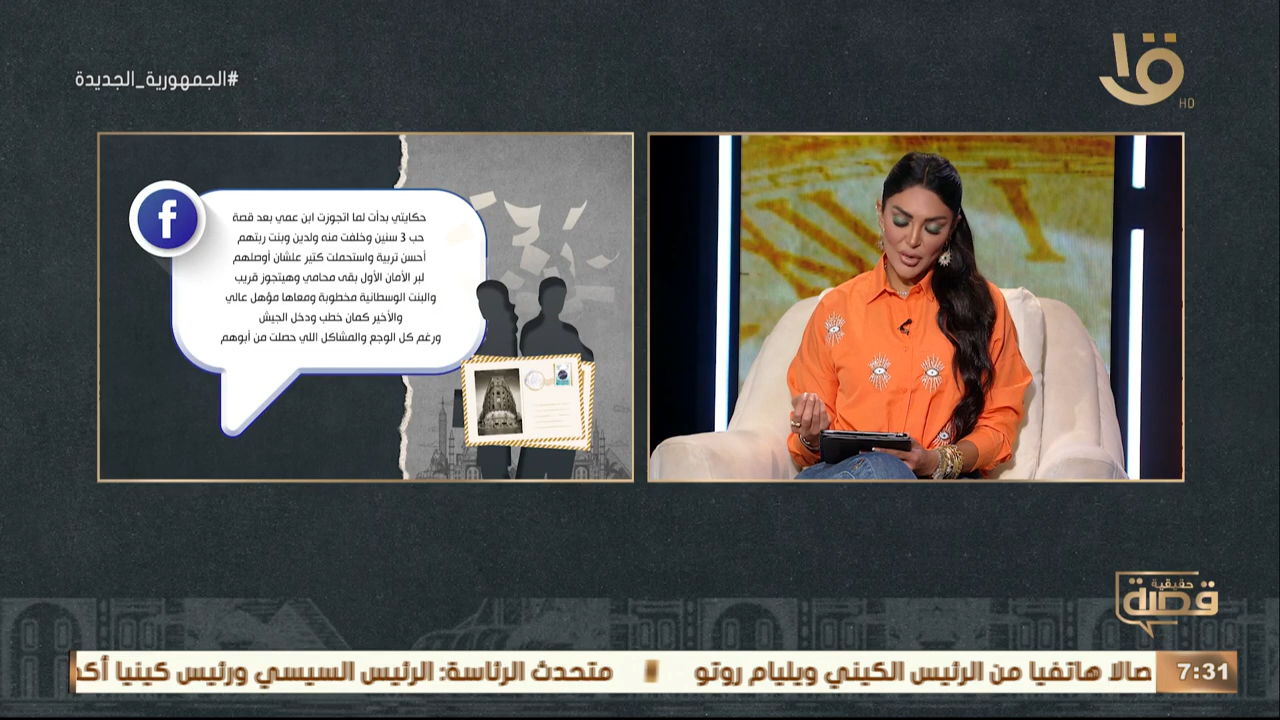 #الجمهورية_الجديدة
HD
حكايتي بدأت لما اتجوزت ابن عمي بعد قصة
حب 3 سنين وخلفت منه ولدين وبنت ربتهم
أحسن تربية واستحملت كتير علشان أوصلهم
لبر الأمان الأول بقى محامي وهيتجوز قريب
والبنت الوسطانية مخطوبة ومعاها مؤهل عالي
والأخير كمان خطب ودخل الجيش
ورغم كل الوجع والمشاكل اللي حصلت من أبوهم
قصة حقيقية
7:31 صالا هاتفيا من الرئيس الكيني ويليام روتو متحدث الرئاسة: الرئيس السيسي ورئيس كينيا أكد